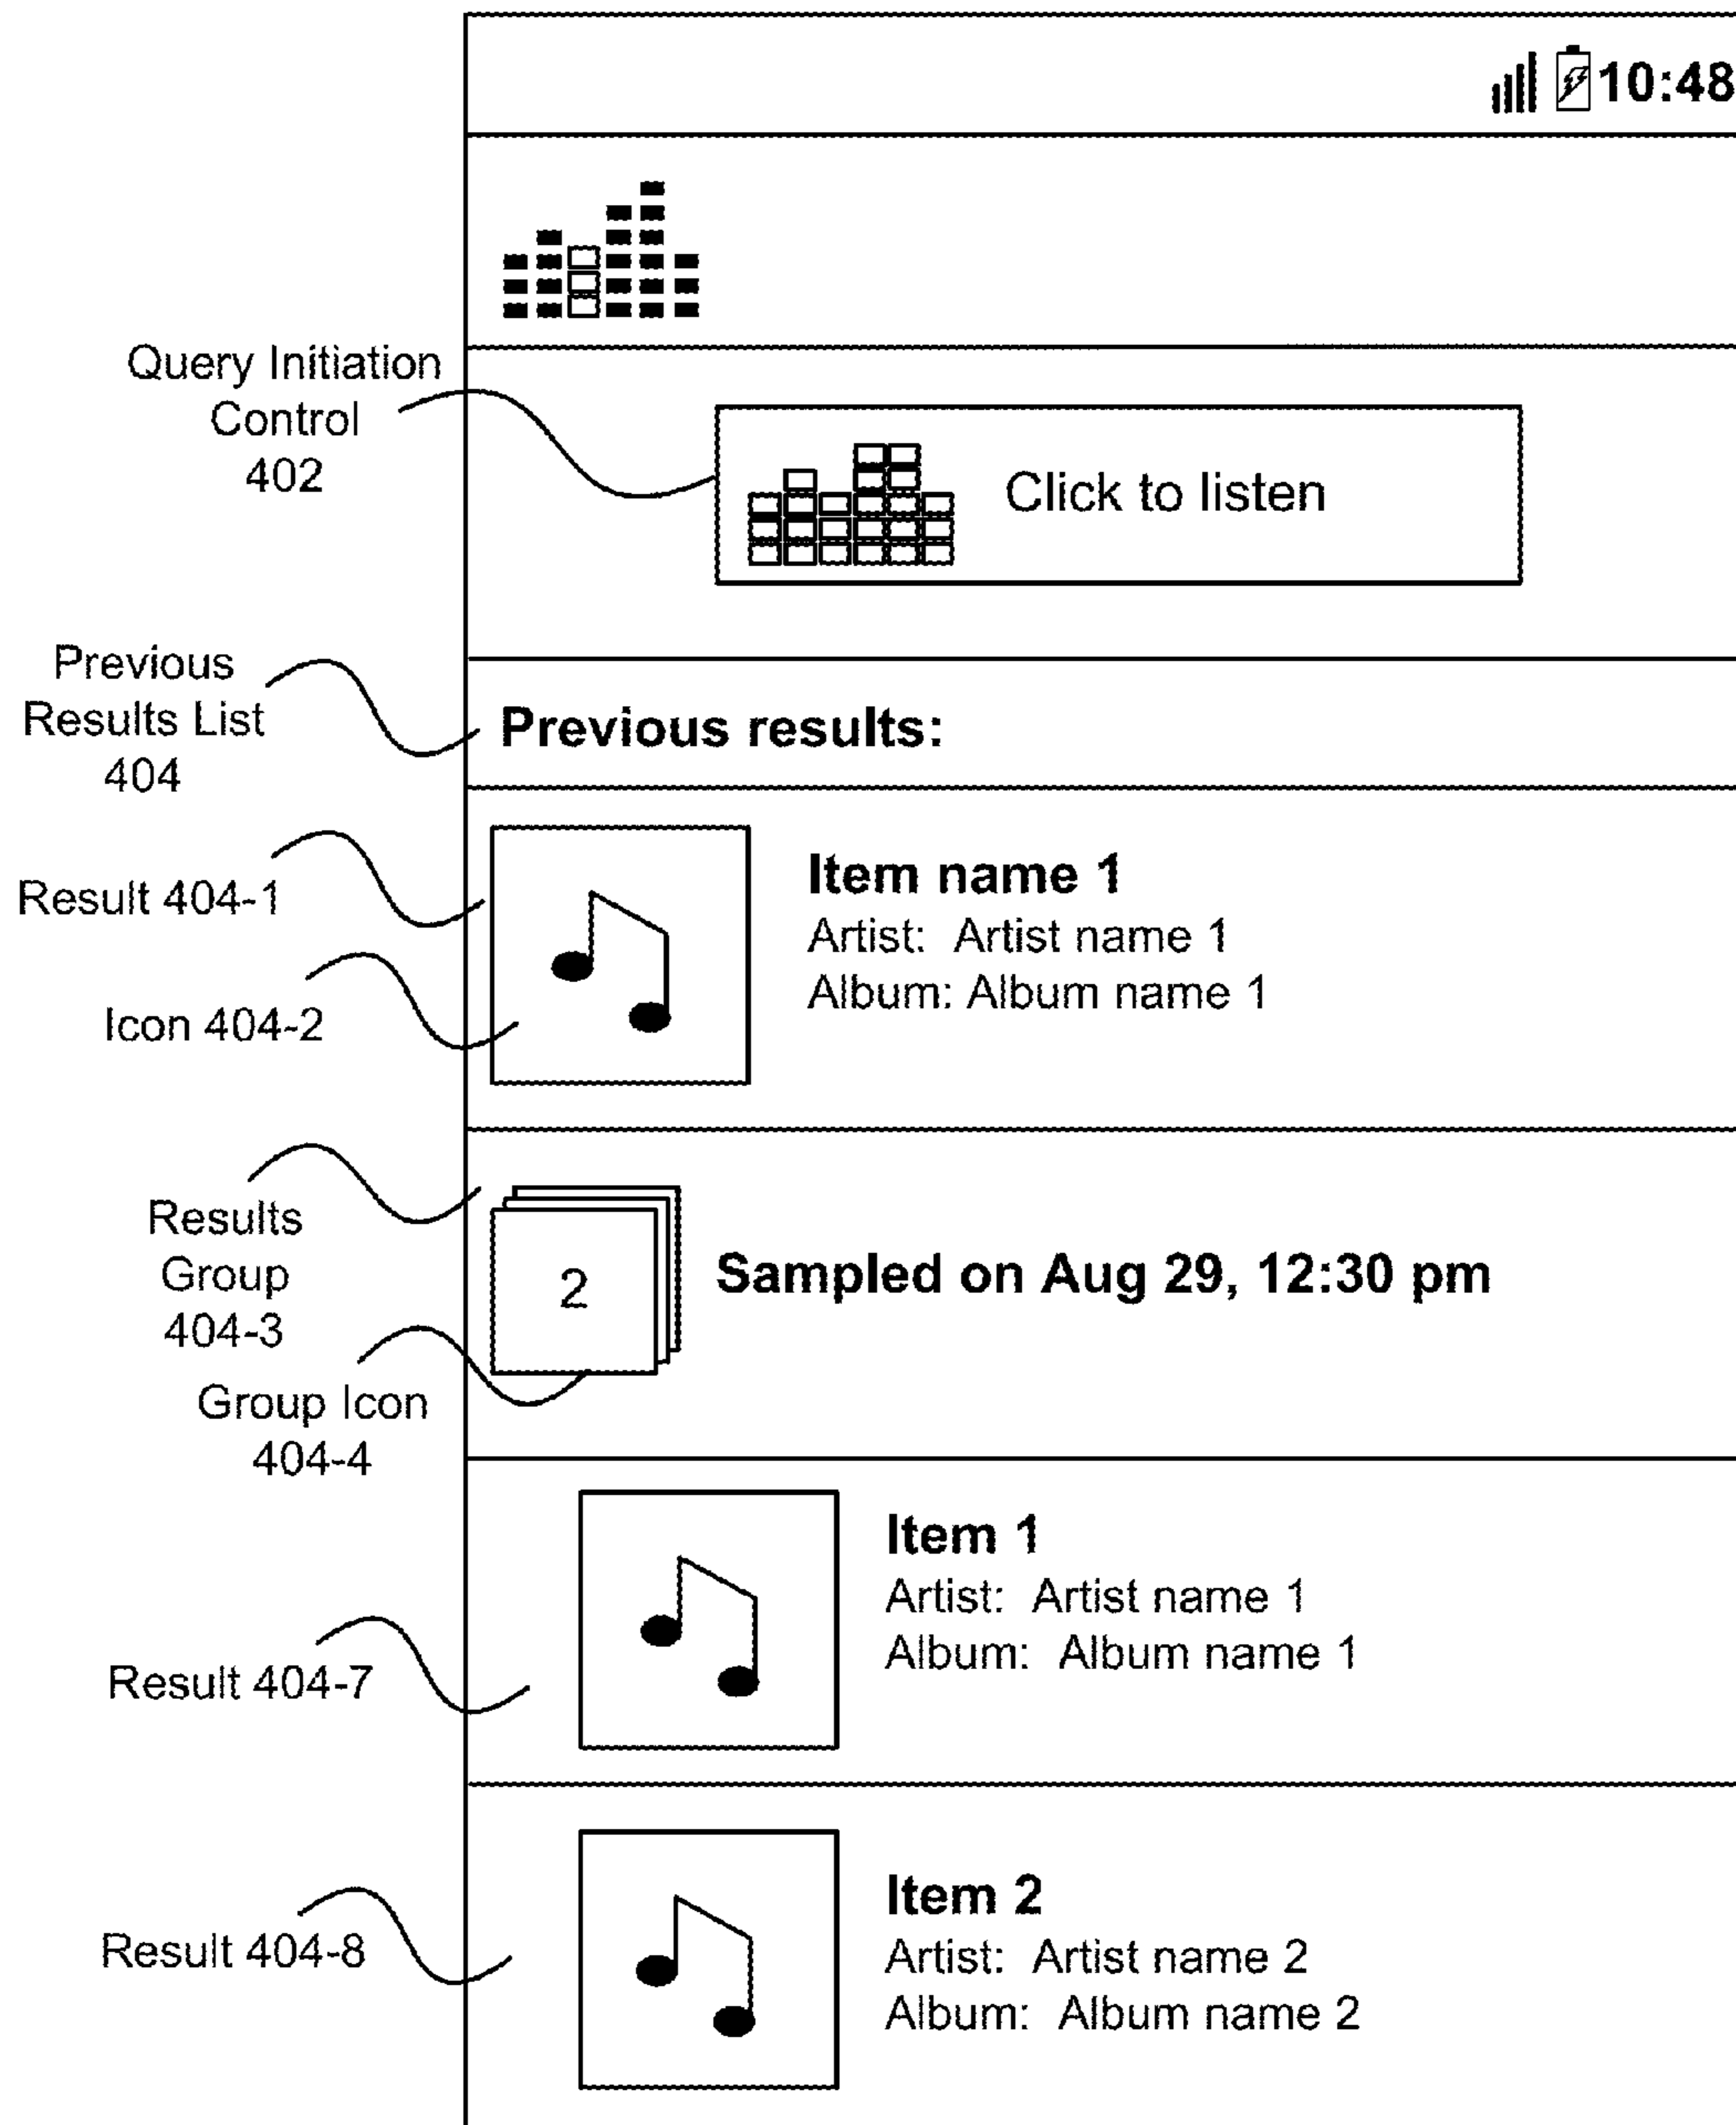 10:48
Query Initiation
Control
402
Click to listen
Previous
Results List
404
Previous results:
Result 404-1
Item name 1
Artist: Artist name 1
Album: Album name 1
Icon 404-2
Results
Group
404-3
2
Sampled on Aug 29, 12:30 pm
Group Icon
404-4
Item 1
Artist: Artist name 1
Album: Album name 1
Result 404-7
Item 2
Artist: Artist name 2
Album: Album name 2
Result 404-8